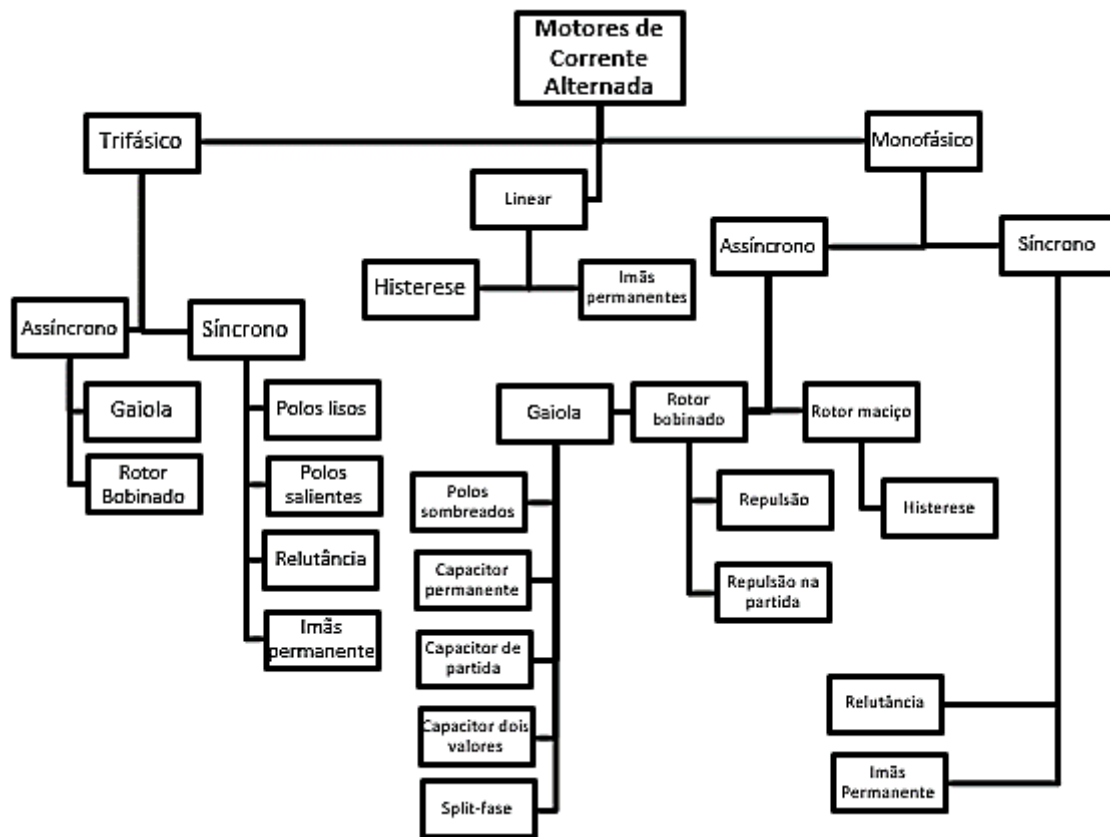 Motores de
Corrente
Alternada
Trifásico
Monofásico
Linear
Assíncrono
Síncrono
Histerese
Imãs
permanentes
Assíncrono
Síncrono
Gaiola
Rotor
Bobinado
Polos lisos
Polos
salientes
Relutância
Imãs
permanente
Gaiola
Rotor
bobinado
Rotor maciço
Polos
sombreados
Capacitor
permanente
Capacitor de
partida
Capacitor dois
valores
Split-fase
Repulsão
Repulsão na
partida
Histerese
Relutância
Imãs
Permanente